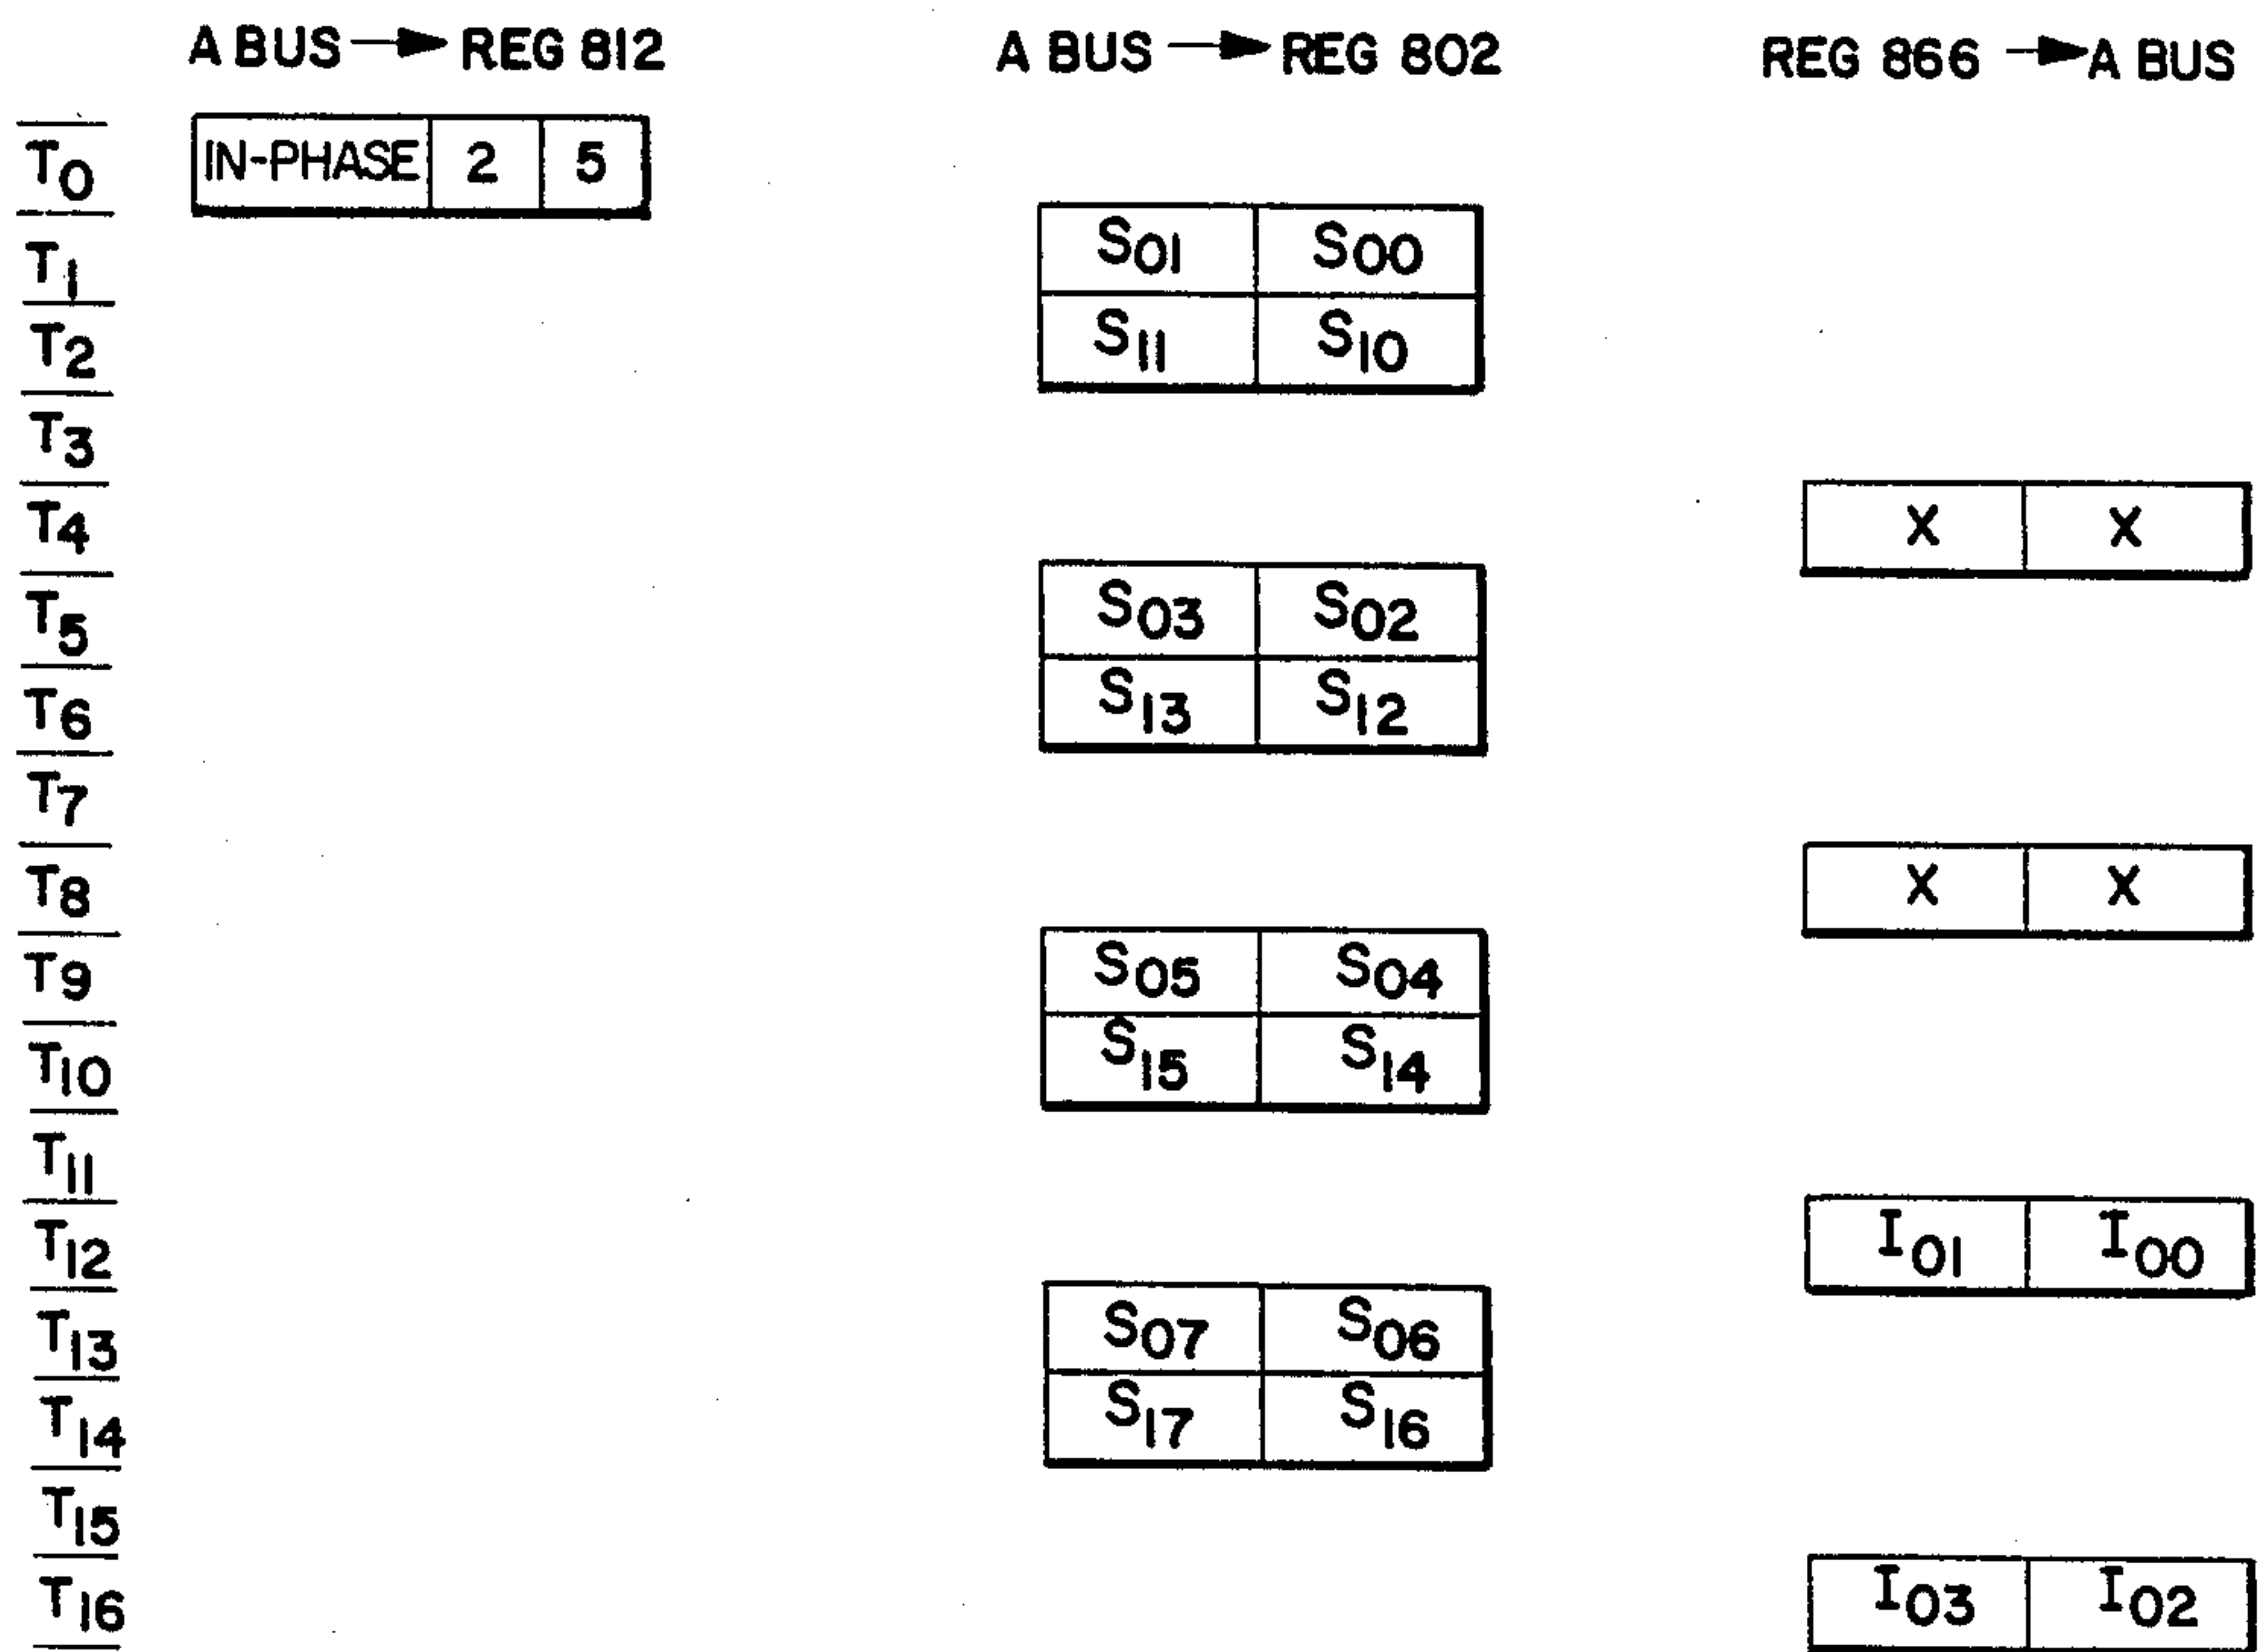 A BUS → REG 812 A BUS → REG 802 REG 866 → A BUS
T0 IN-PHASE 2 5
T1 S01 S00
T2 S11 S10
T3
T4 X X
T5 S03 S02
T6 S13 S12
T7
T8 X X
T9 S05 S04
T10 S15 S14
T11
T12 I01 I00
T13 S07 S06
T14 S17 S16
T15
T16 I03 I02